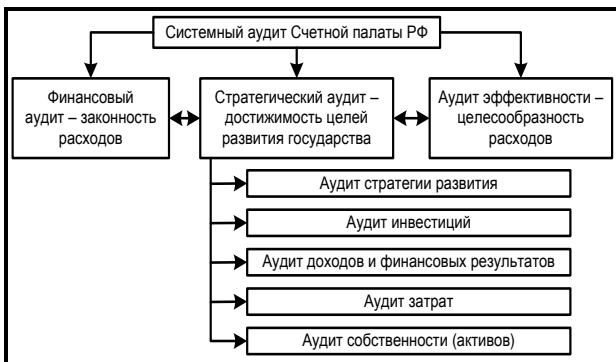 Системный аудит Счетной палаты РФ
Финансовый
аудит – законность
расходов
Стратегический аудит –
достижимость целей
развития государства
Аудит эффективности –
целесообразность
расходов
Аудит стратегии развития
Аудит инвестиций
Аудит доходов и финансовых результатов
Аудит затрат
Аудит собственности (активов)